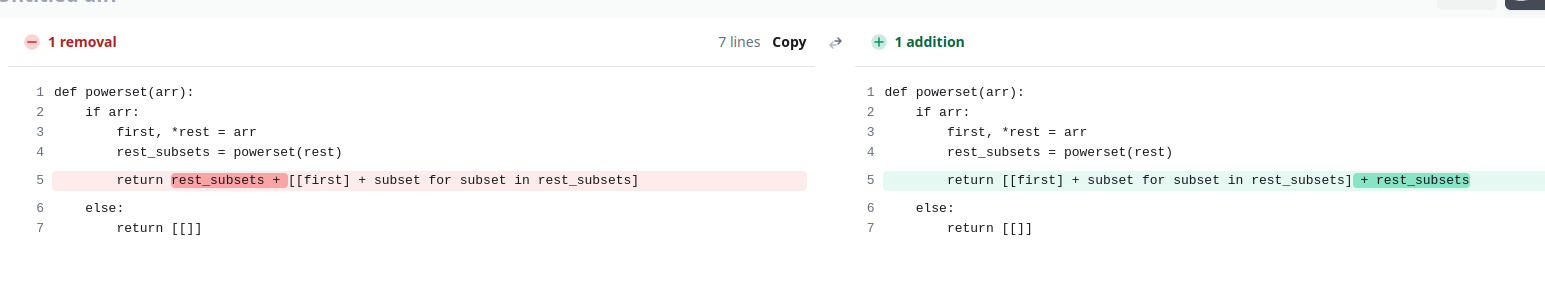 1 removal
7 lines Copy
1 def powerset(arr):
2     if arr:
3         first, *rest = arr
4         rest_subsets = powerset(rest)
5         return rest_subsets + [[first] + subset for subset in rest_subsets]
6     else:
7         return [[]]
1 addition
1 def powerset(arr):
2     if arr:
3         first, *rest = arr
4         rest_subsets = powerset(rest)
5         return [[first] + subset for subset in rest_subsets] + rest_subsets
6     else:
7         return [[]]